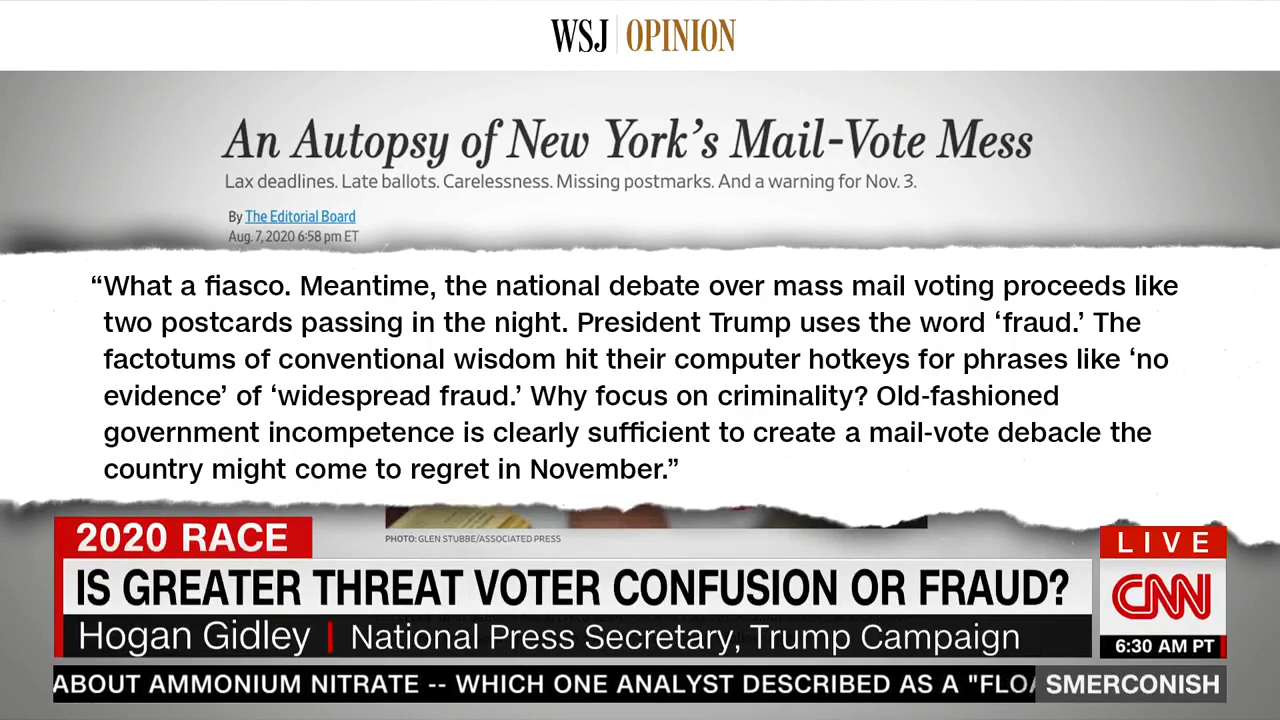 WSJ | OPINION
An Autopsy of New York's Mail-Vote Mess
Lax deadlines. Late ballots. Carelessness. Missing postmarks. And a warning for Nov. 3.
By The Editorial Board
Aug. 7, 2020 6:58 pm ET
“What a fiasco. Meantime, the national debate over mass mail voting proceeds like
two postcards passing in the night. President Trump uses the word ‘fraud.’ The
factotums of conventional wisdom hit their computer hotkeys for phrases like ‘no
evidence’ of ‘widespread fraud.’ Why focus on criminality? Old-fashioned
government incompetence is clearly sufficient to create a mail-vote debacle the
country might come to regret in November.”
PHOTO: GLEN STUBBE/ASSOCIATED PRESS
2020 RACE
IS GREATER THREAT VOTER CONFUSION OR FRAUD?
Hogan Gidley | National Press Secretary, Trump Campaign
LIVE
CNN
6:30 AM PT
ABOUT AMMONIUM NITRATE -- WHICH ONE ANALYST DESCRIBED AS A "FLO
SMERCONISH